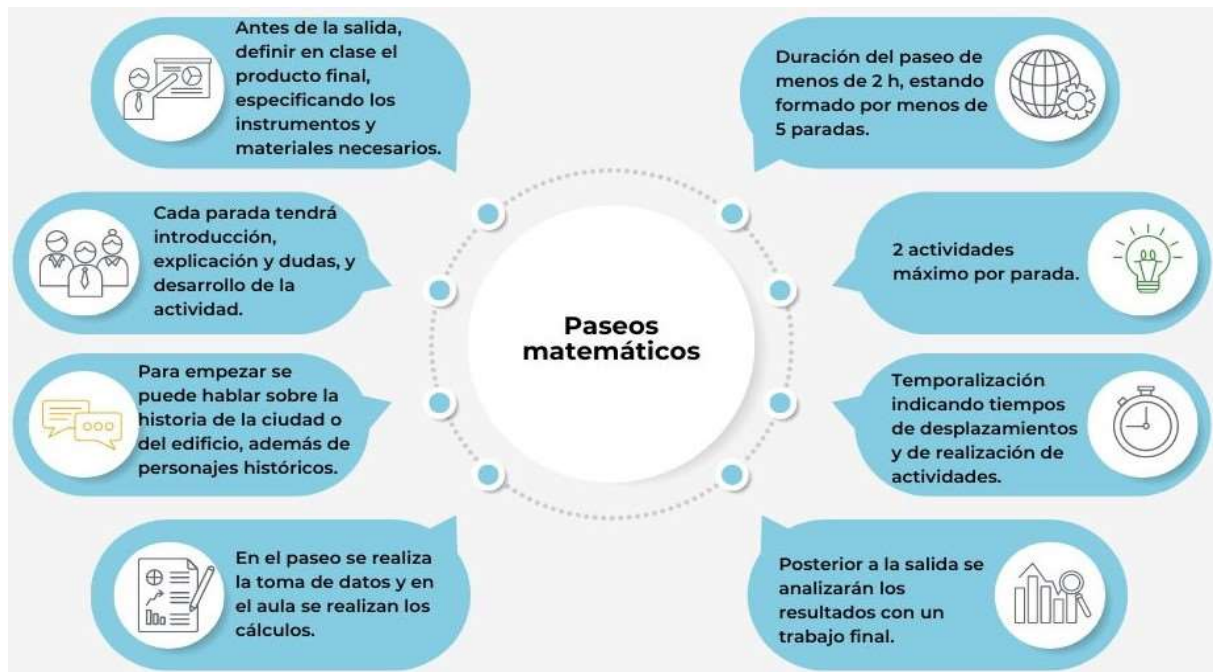 Antes de la salida,
definir en clase el
producto final,
especificando los
instrumentos y
materiales necesarios.
Duración del paseo de
menos de 2 h, estando
formado por menos de
5 paradas.
Cada parada tendrá
introducción,
explicación y dudas, y
desarrollo de la
actividad.
2 actividades
máximo por parada.
Paseos
matemáticos
Para empezar se
puede hablar sobre la
historia de la ciudad o
del edificio, además de
personajes históricos.
Temporalización
indicando tiempos
de desplazamientos
y de realización de
actividades.
En el paseo se realiza
la toma de datos y en
el aula se realizan los
cálculos.
Posterior a la salida se
analizarán los
resultados con un
trabajo final.